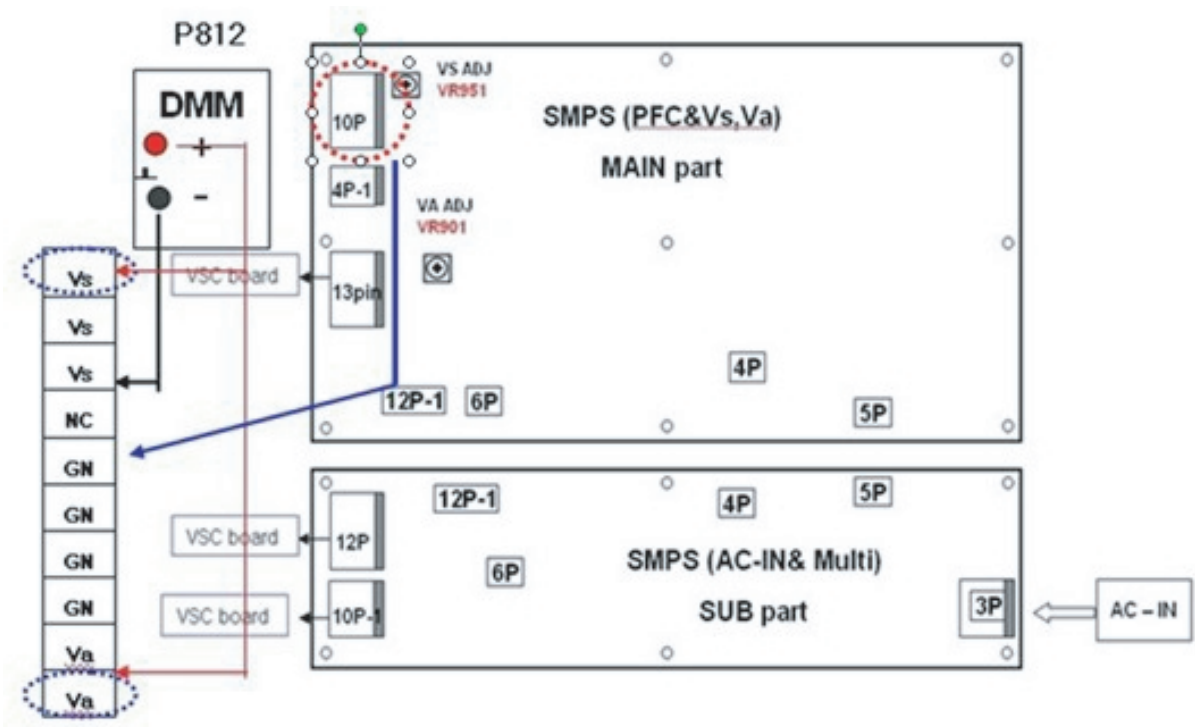 P812
DMM
+
-
Vs
Vs
Vs
NC
GN
GN
GN
GN
Va
Va
VSC board
VS ADJ
VR951
10P
4P-1
VA ADJ
VR901
13pin
SMPS (PFC&Vs,Va)
MAIN part
12P-1
6P
4P
5P
VSC board
VSC board
12P
10P-1
12P-1
6P
4P
5P
SMPS (AC-IN& Multi)
SUB part
3P
AC – IN